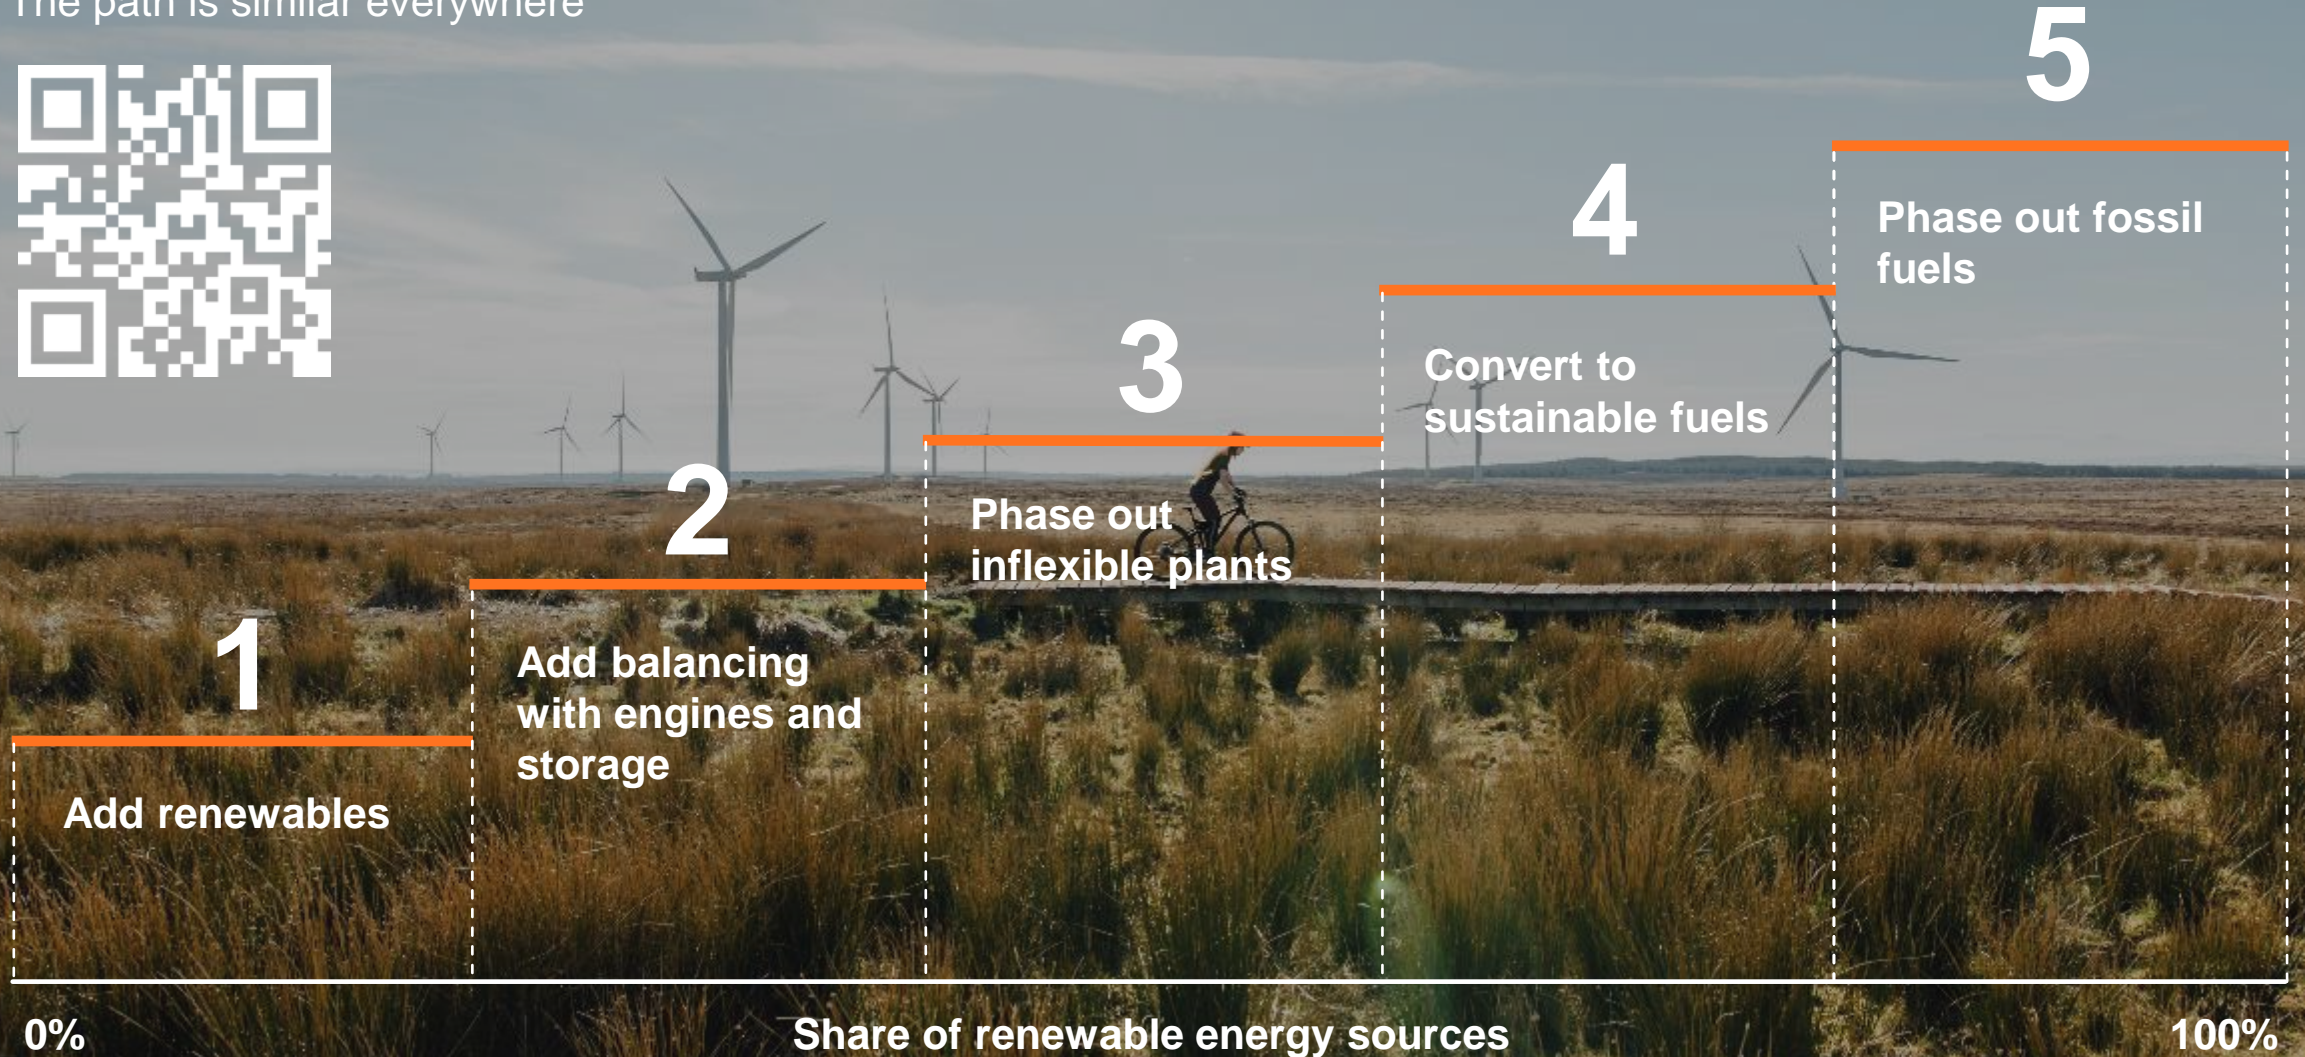 The path is similar everywhere
5
4
Phase out fossil
fuels
3
Convert to
sustainable fuels
2
Phase out
inflexible plants
1
Add balancing
with engines and
storage
Add renewables
0%
Share of renewable energy sources
100%